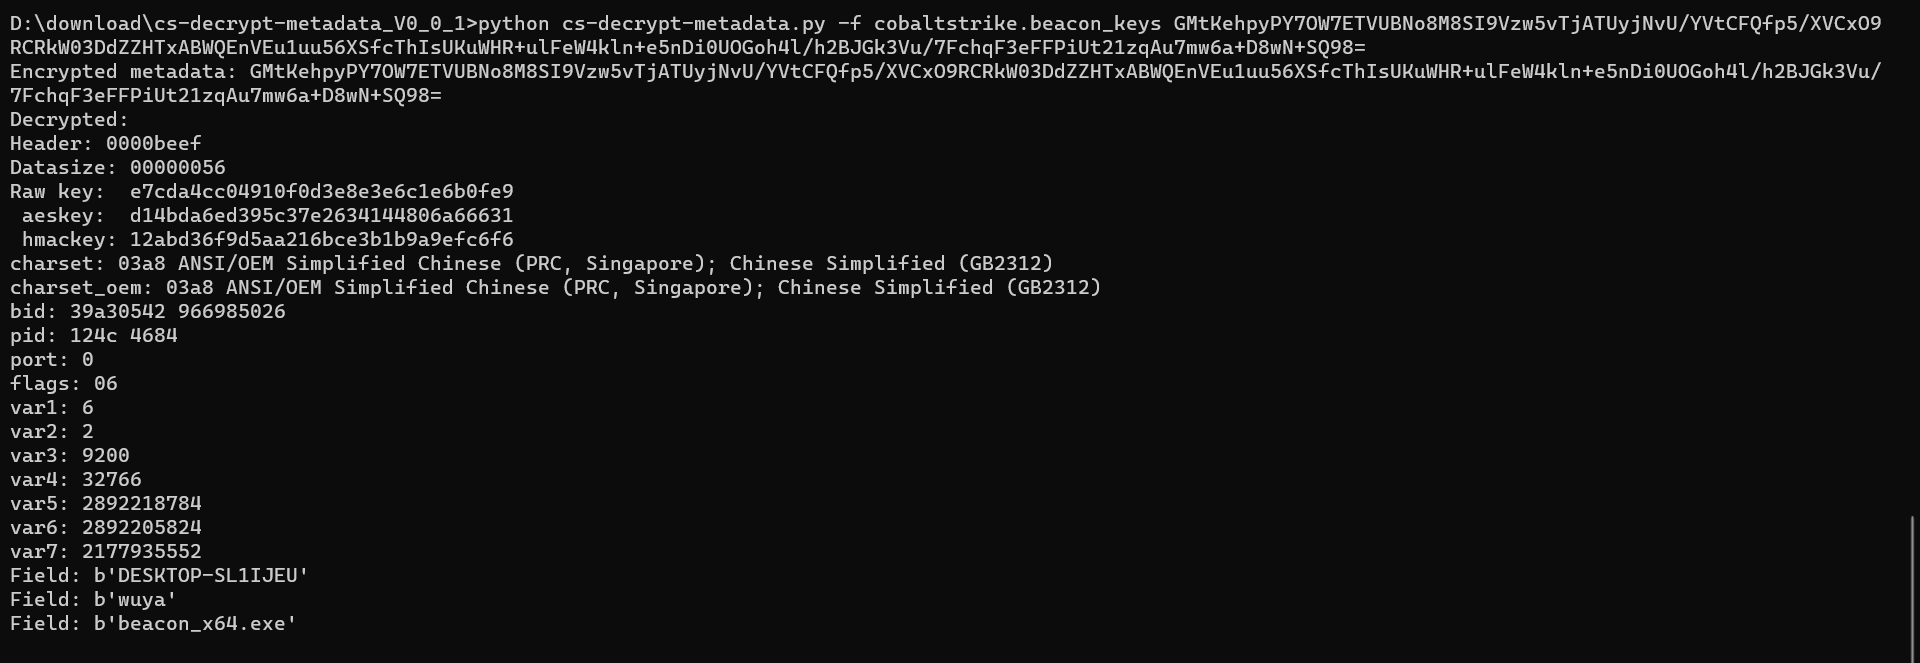 D:\download\cs-decrypt-metadata_V0_0_1>python cs-decrypt-metadata.py -f cobaltstrike.beacon_keys GMtKehpyPY7OW7ETVUBNo8M8SI9Vzw5vTjATUyjNvU/YVtCFQfp5/XVCxO9
RCRkW03DdZZHTxABWQEnVEu1uu56XSfcThIsUKuWHR+ulFeW4kln+e5nDi0UOGoh4l/h2BJGk3Vu/7FchqF3eFFPiUt21zqAu7mw6a+D8wN+SQ98=
Encrypted metadata: GMtKehpyPY7OW7ETVUBNo8M8SI9Vzw5vTjATUyjNvU/YVtCFQfp5/XVCxO9RCRkW03DdZZHTxABWQEnVEu1uu56XSfcThIsUKuWHR+ulFeW4kln+e5nDi0UOGoh4l/h2BJGk3Vu/
7FchqF3eFFPiUt21zqAu7mw6a+D8wN+SQ98=
Decrypted:
Header: 0000beef
Datasize: 00000056
Raw key:  e7cda4cc04910f0d3e8e3e6c1e6b0fe9
 aeskey:  d14bda6ed395c37e2634144806a66631
 hmackey: 12abd36f9d5aa216bce3b1b9a9efc6f6
charset: 03a8 ANSI/OEM Simplified Chinese (PRC, Singapore); Chinese Simplified (GB2312)
charset_oem: 03a8 ANSI/OEM Simplified Chinese (PRC, Singapore); Chinese Simplified (GB2312)
bid: 39a30542 966985026
pid: 124c 4684
port: 0
flags: 06
var1: 6
var2: 2
var3: 9200
var4: 32766
var5: 2892218784
var6: 2892205824
var7: 2177935552
Field: b'DESKTOP-SL1IJEU'
Field: b'wuya'
Field: b'beacon_x64.exe'